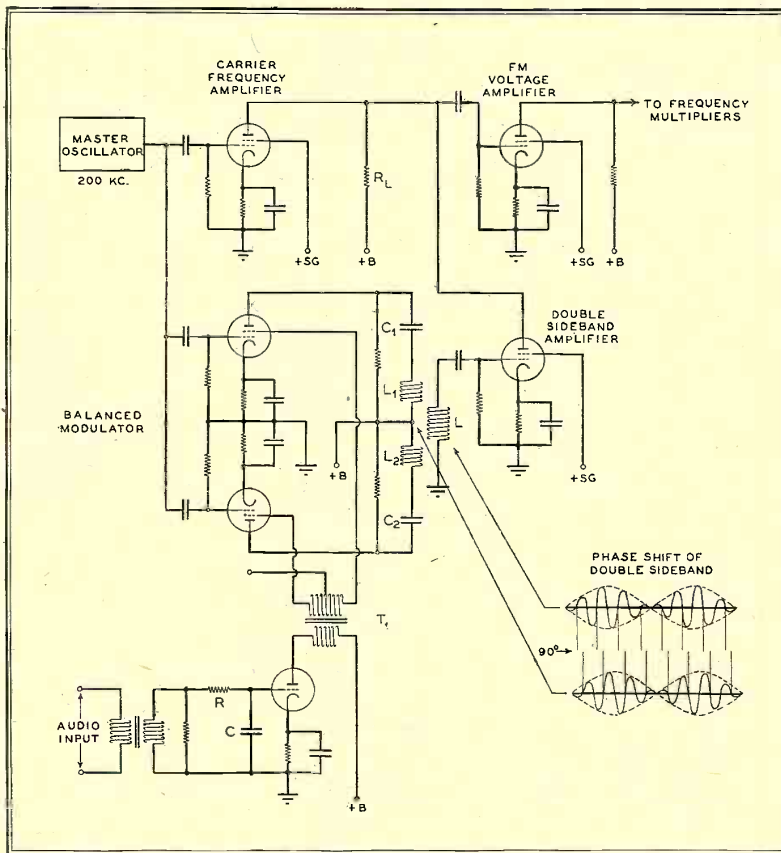 CARRIER
FREQUENCY
AMPLIFIER
FM
VOLTAGE
AMPLIFIER
TO FREQUENCY
MULTIPLIERS
MASTER
OSCILLATOR
200 KC.
RL
+SG
+B
+SG
+B
DOUBLE
SIDEBAND
AMPLIFIER
C1
L1
L
BALANCED
MODULATOR
+B
L2
C2
+SG
PHASE SHIFT OF
DOUBLE SIDEBAND
90°
T1
AUDIO
INPUT
R
C
+B